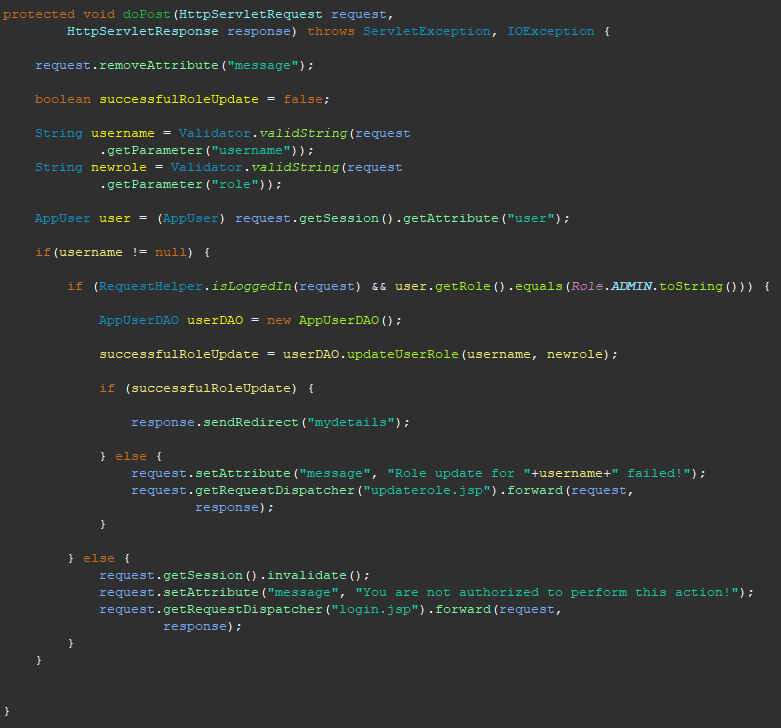 protected void doPost(HttpServletRequest request,
HttpServletResponse response) throws ServletException, IOException {
request.removeAttribute("message");
boolean successfulRoleUpdate = false;
String username = Validator.validString(request
.getParameter("username"));
String newrole = Validator.validString(request
.getParameter("role"));
AppUser user = (AppUser) request.getSession().getAttribute("user");
if(username != null) {
if (RequestHelper.isLoggedIn(request) && user.getRole().equals(Role.ADMIN.toString())) {
AppUserDAO userDAO = new AppUserDAO();
successfulRoleUpdate = userDAO.updateUserRole(username, newrole);
if (successfulRoleUpdate) {
response.sendRedirect("mydetails");
} else {
request.setAttribute("message", "Role update for "+username+" failed!");
request.getRequestDispatcher("updaterole.jsp").forward(request,
response);
}
} else {
request.getSession().invalidate();
request.setAttribute("message", "You are not authorized to perform this action!");
request.getRequestDispatcher("login.jsp").forward(request,
response);
}
}
}